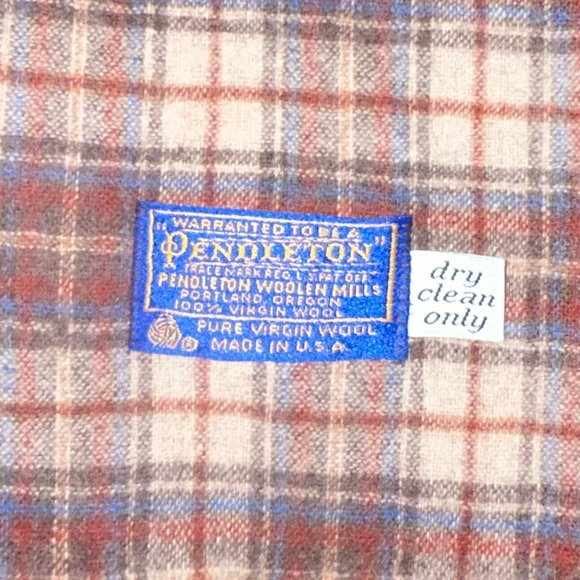 "WARRANTED TO BE A
PENDLETON"
TRADE MARK REG. U.S. PAT. OFF.
PENDLETON WOOLEN MILLS
PORTLAND, OREGON
100% VIRGIN WOOL
PURE VIRGIN WOOL
® MADE IN U.S.A.
dry
clean
only